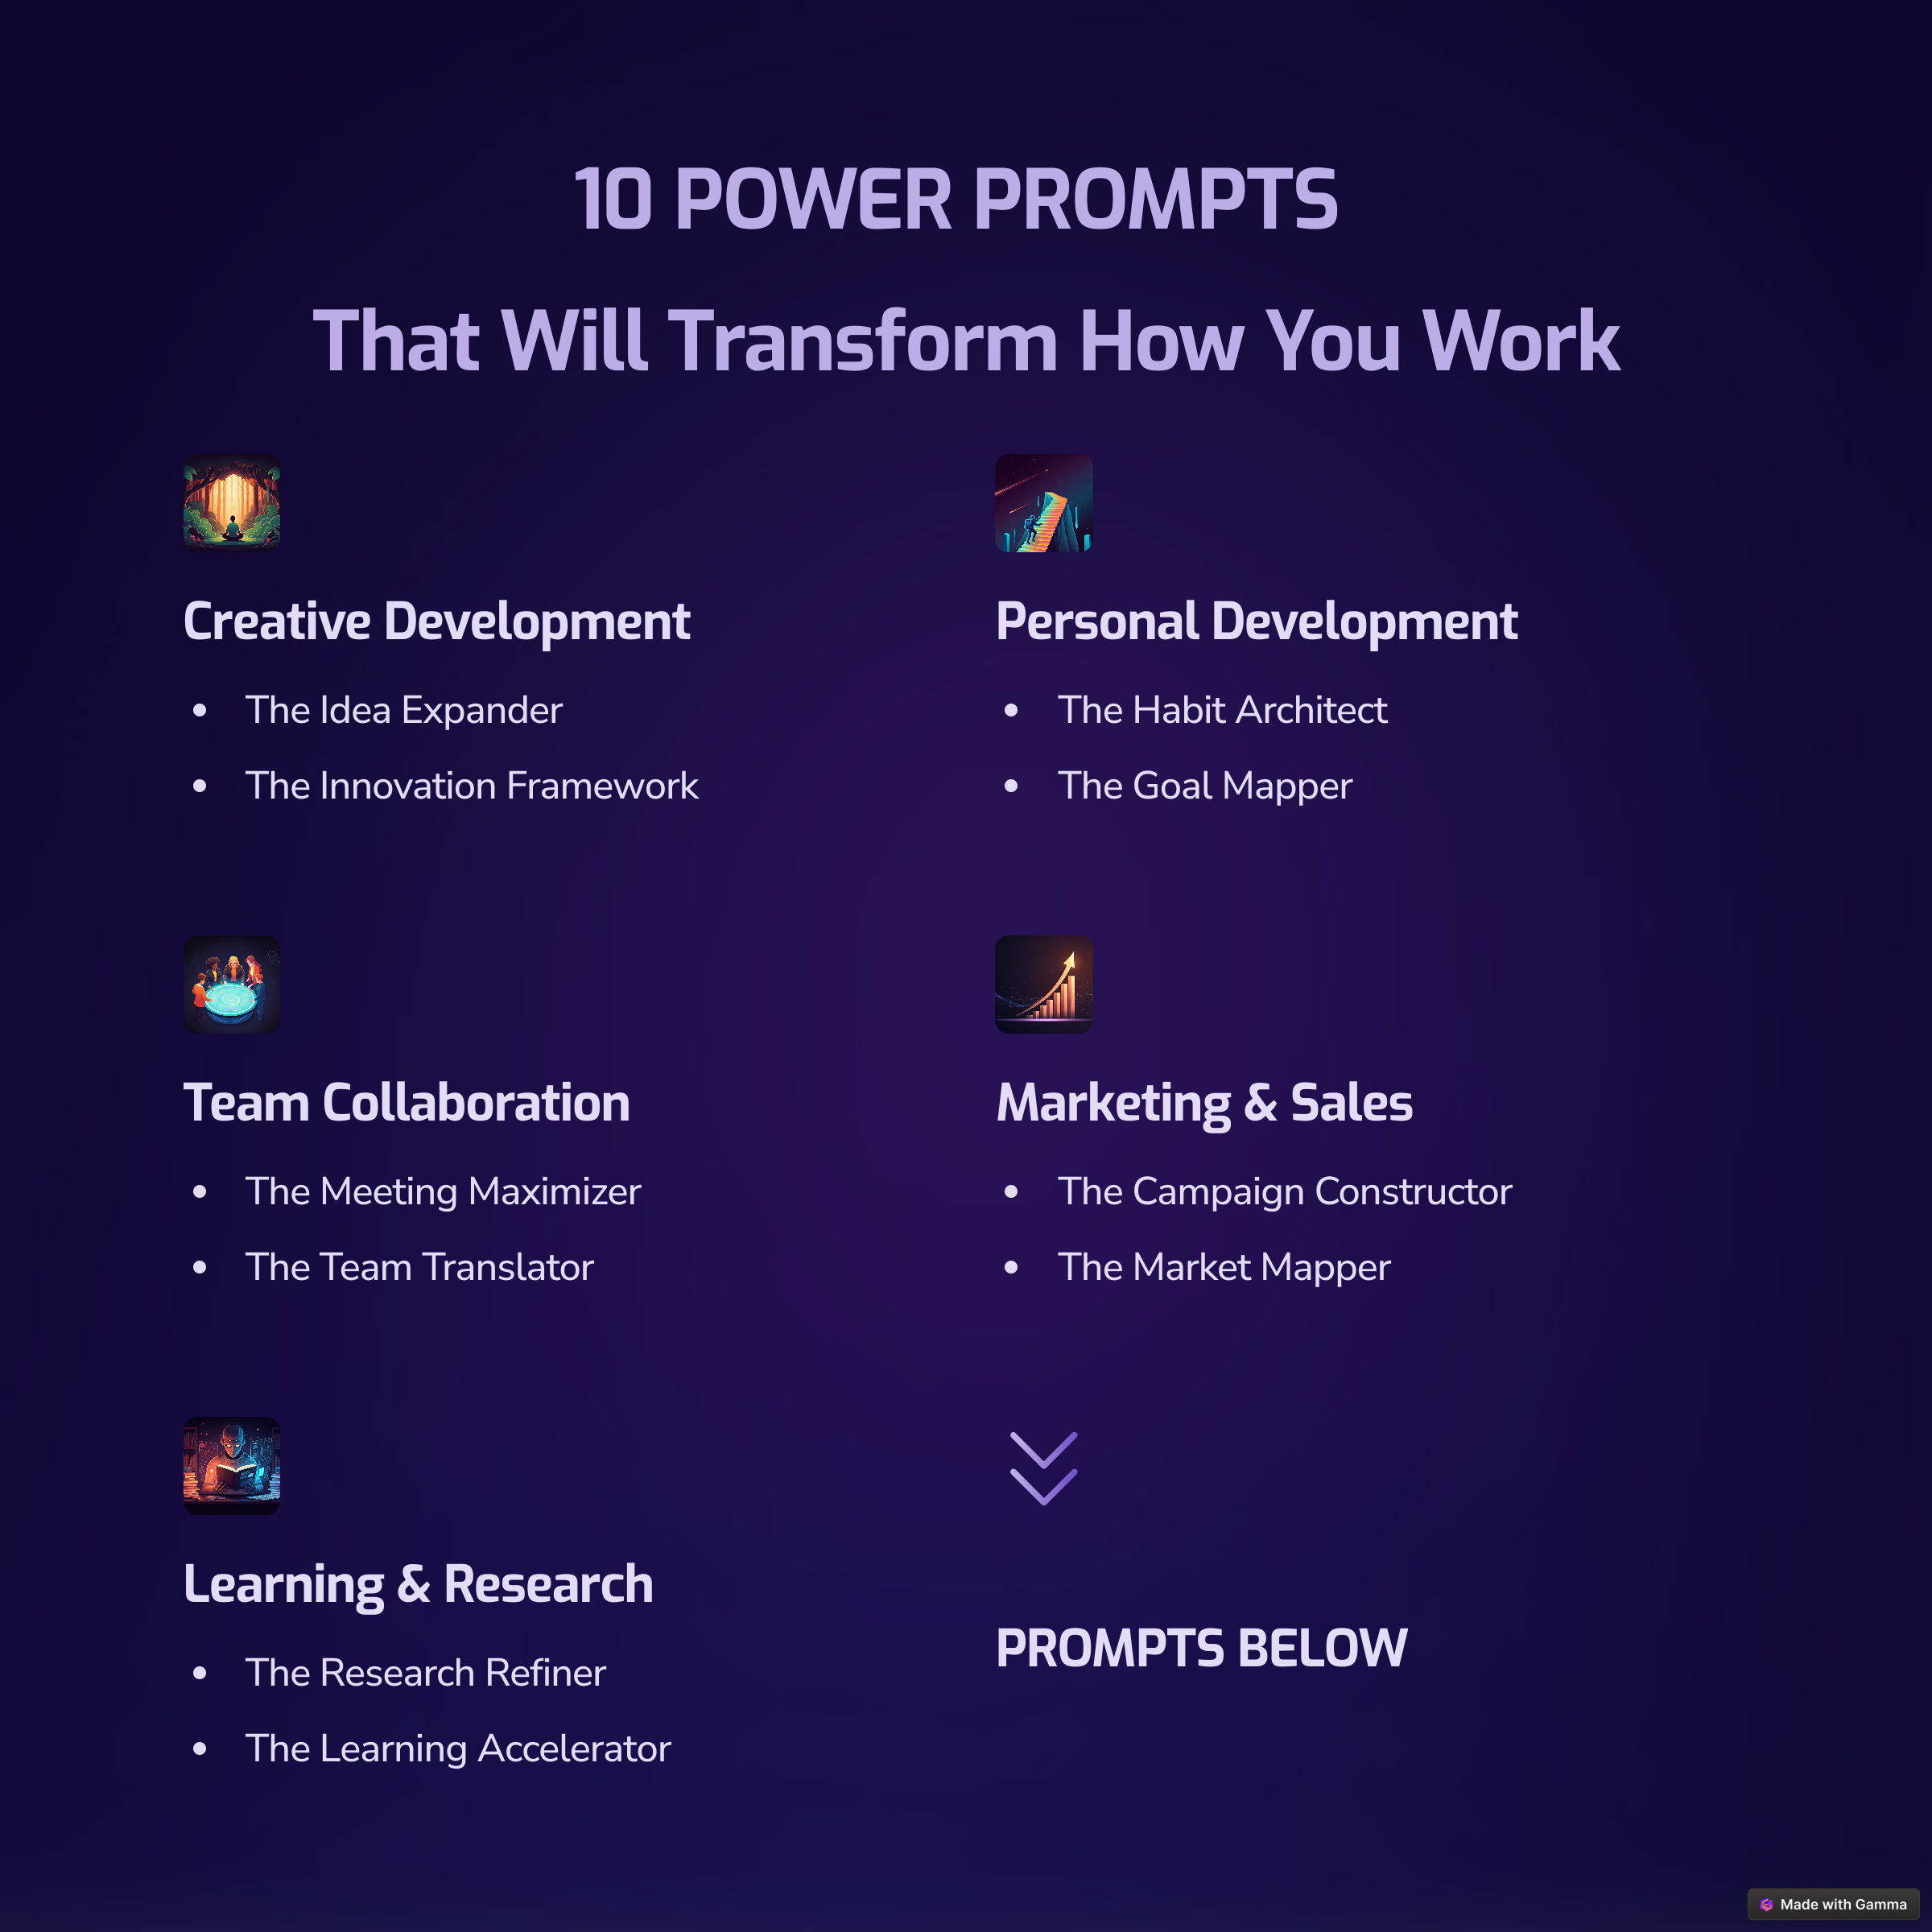 10 POWER PROMPTS
That Will Transform How You Work
Creative Development
• The Idea Expander
• The Innovation Framework
Personal Development
• The Habit Architect
• The Goal Mapper
Team Collaboration
• The Meeting Maximizer
• The Team Translator
Marketing & Sales
• The Campaign Constructor
• The Market Mapper
Learning & Research
• The Research Refiner
• The Learning Accelerator
PROMPTS BELOW
Made with Gamma